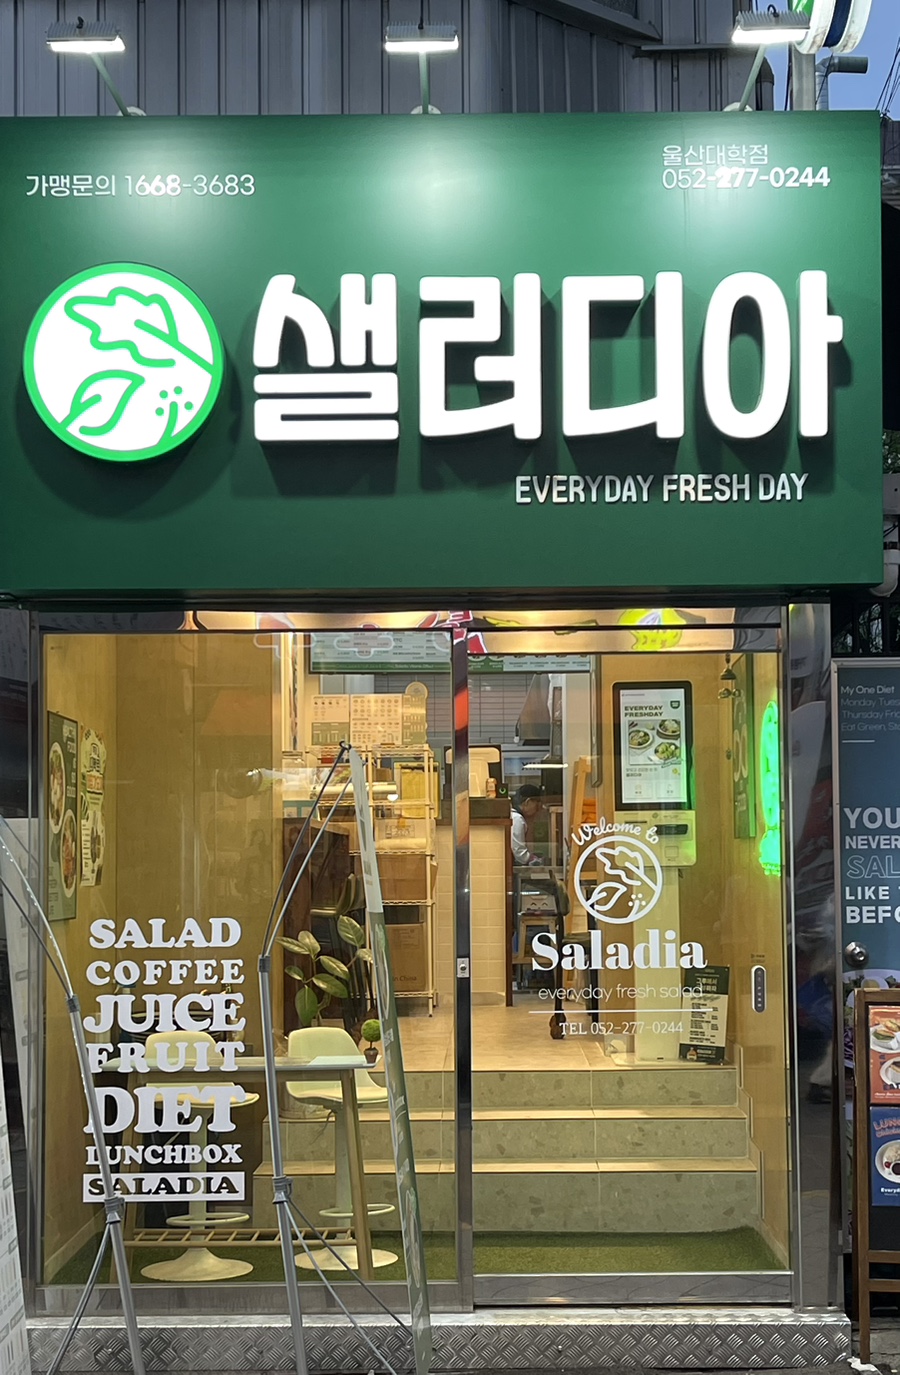 가맹문의 1668-3683
울산대학점
052-277-0244
샐러디아
EVERYDAY FRESH DAY
EVERYDAY
FRESHDAY
My One Diet
YOU
NEVER
SAL
LIKE
BEFO
Welcome to
Saladia
everyday fresh salad
TEL 052-277-0244
SALAD
COFFEE
JUICE
FRUIT
DIET
LUNCHBOX
SALADIA